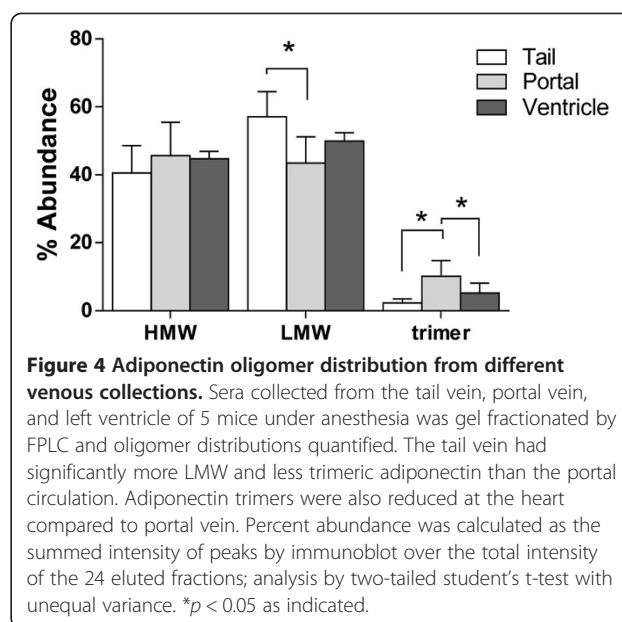 80
60
40
20
0
% Abundance
*
*
*
Tail
Portal
Ventricle
HMW
LMW
trimer
Figure 4 Adiponectin oligomer distribution from different
venous collections. Sera collected from the tail vein, portal vein,
and left ventricle of 5 mice under anesthesia was gel fractionated by
FPLC and oligomer distributions quantified. The tail vein had
significantly more LMW and less trimeric adiponectin than the portal
circulation. Adiponectin trimers were also reduced at the heart
compared to portal vein. Percent abundance was calculated as the
summed intensity of peaks by immunoblot over the total intensity
of the 24 eluted fractions; analysis by two-tailed student's t-test with
unequal variance. *p < 0.05 as indicated.